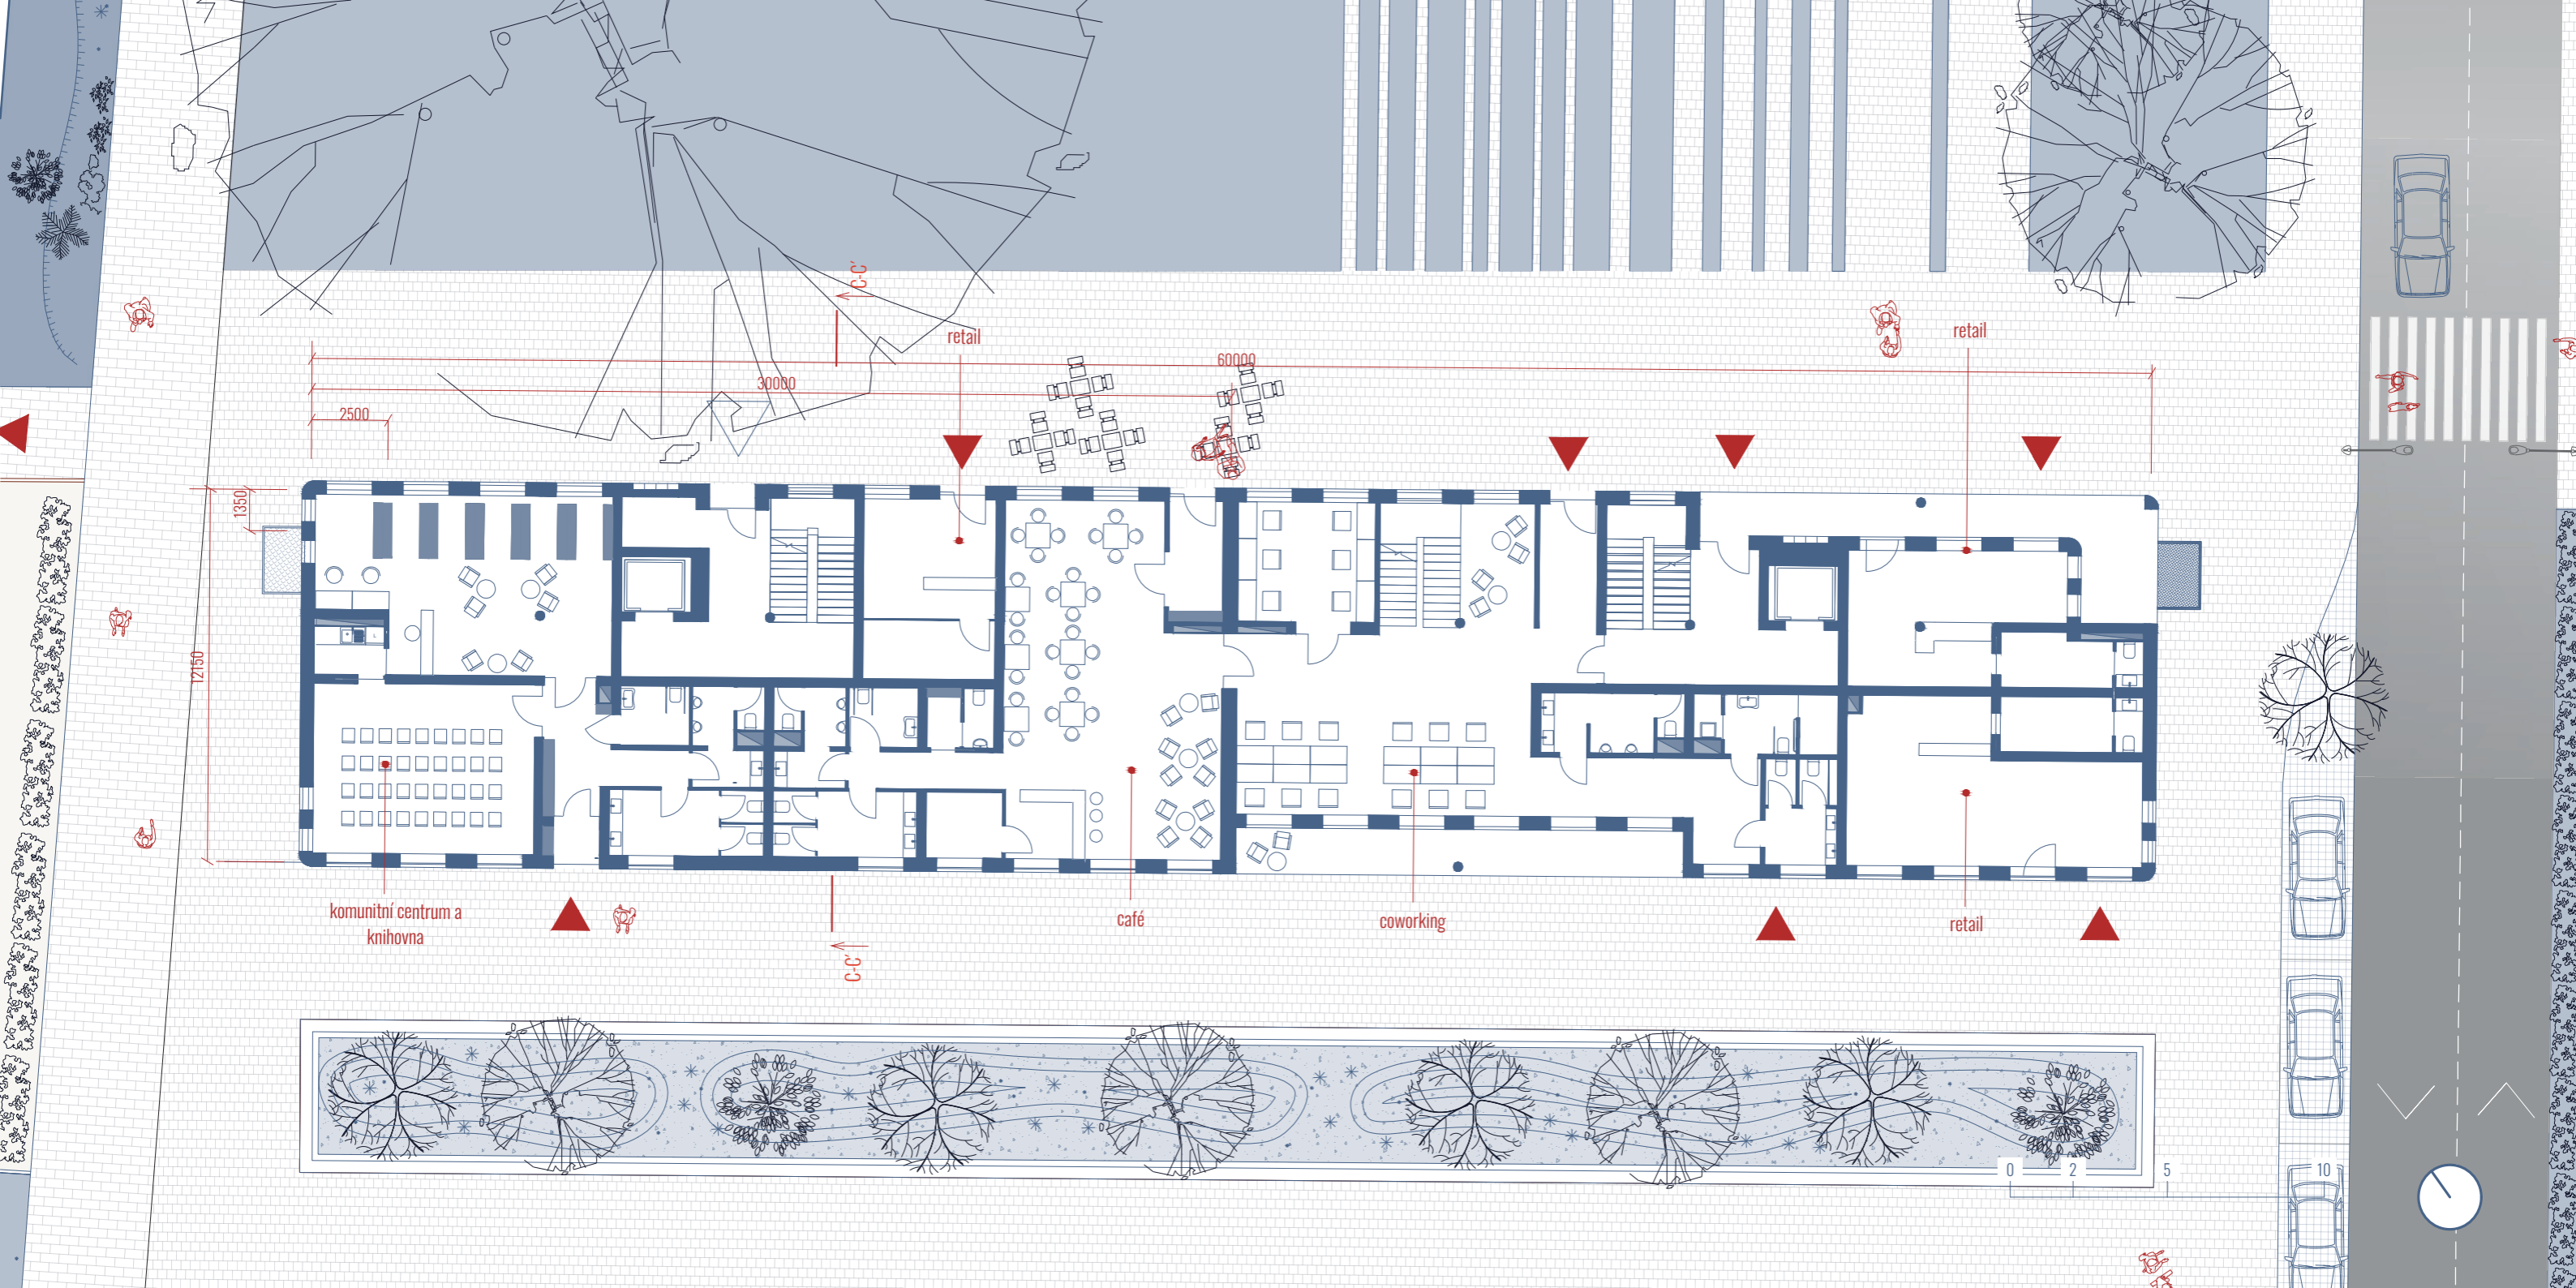 C-C'
retail
retail
60000
30000
2500
1350
12150
komunitní centrum a
knihovna
café
coworking
retail
C-C'
0 2 5 10